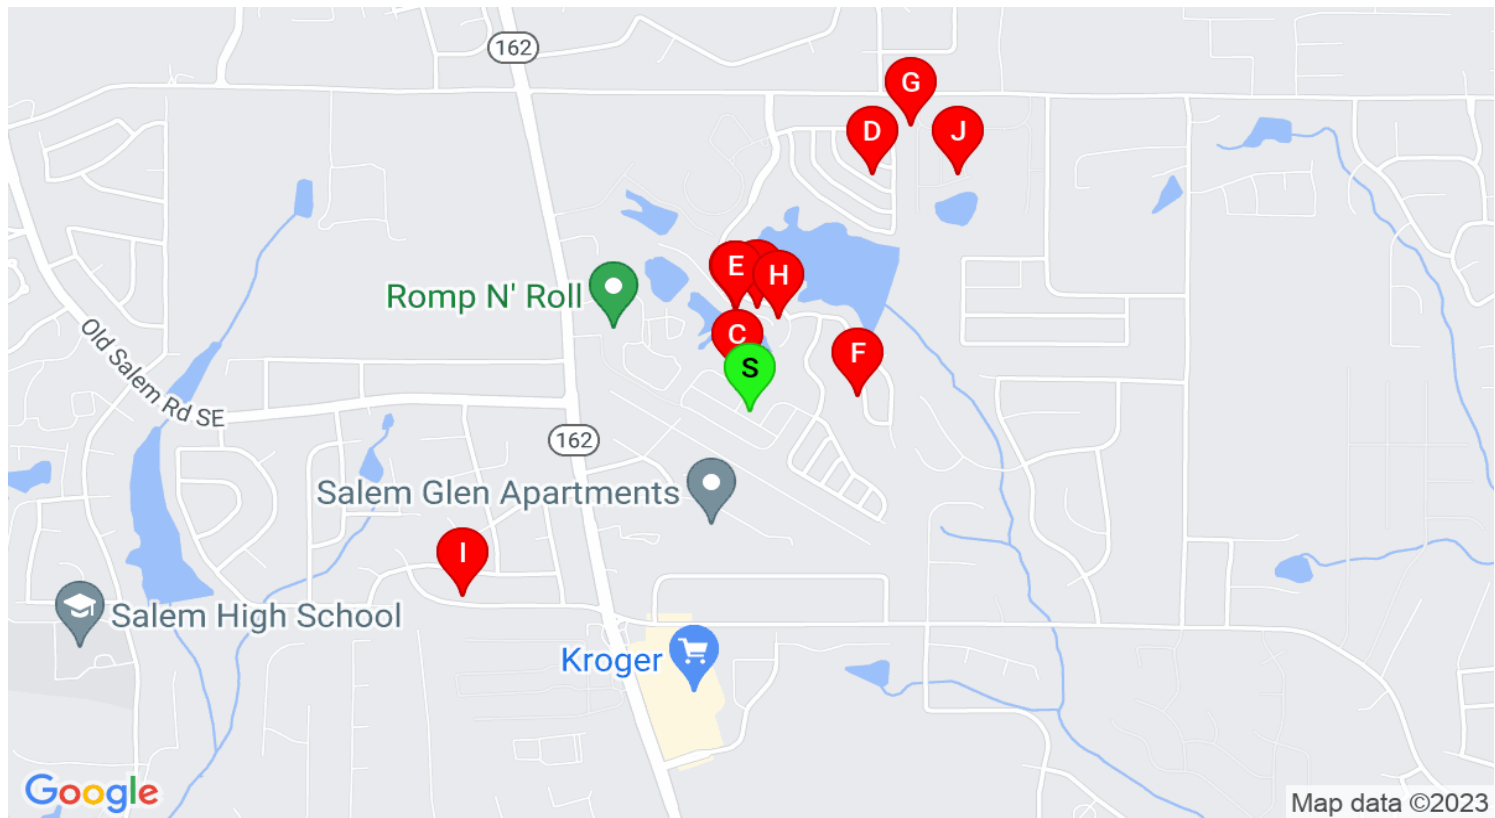 162
G
D
J
E
H
Romp N' Roll
C
F
S
Old Salem Rd SE
162
Salem Glen Apartments
I
Salem High School
Kroger
Google
Map data ©2023